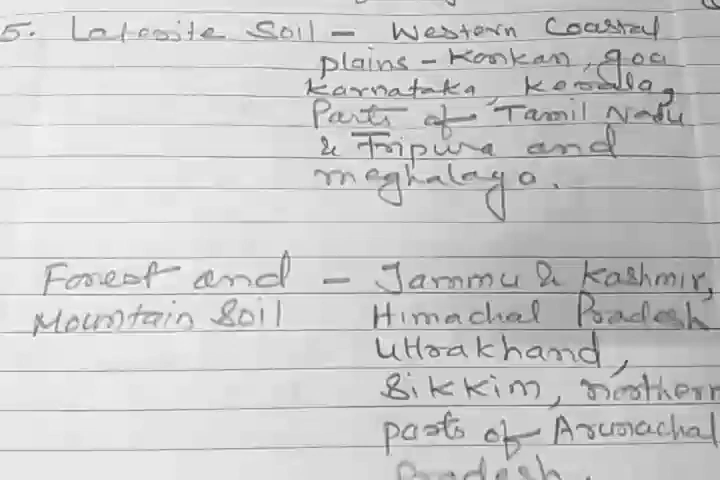 5. Laterite Soil - Western Coastal
plains - Konkan, goa
Karnataka, Kerala,
Parts of Tamil Nadu
& Tripura and
meghalaya.
Forest and - Jammu & Kashmir,
Mountain Soil Himachal Pradesh
Uttrakhand,
Sikkim, northern
parts of Arunachal
Pradesh.